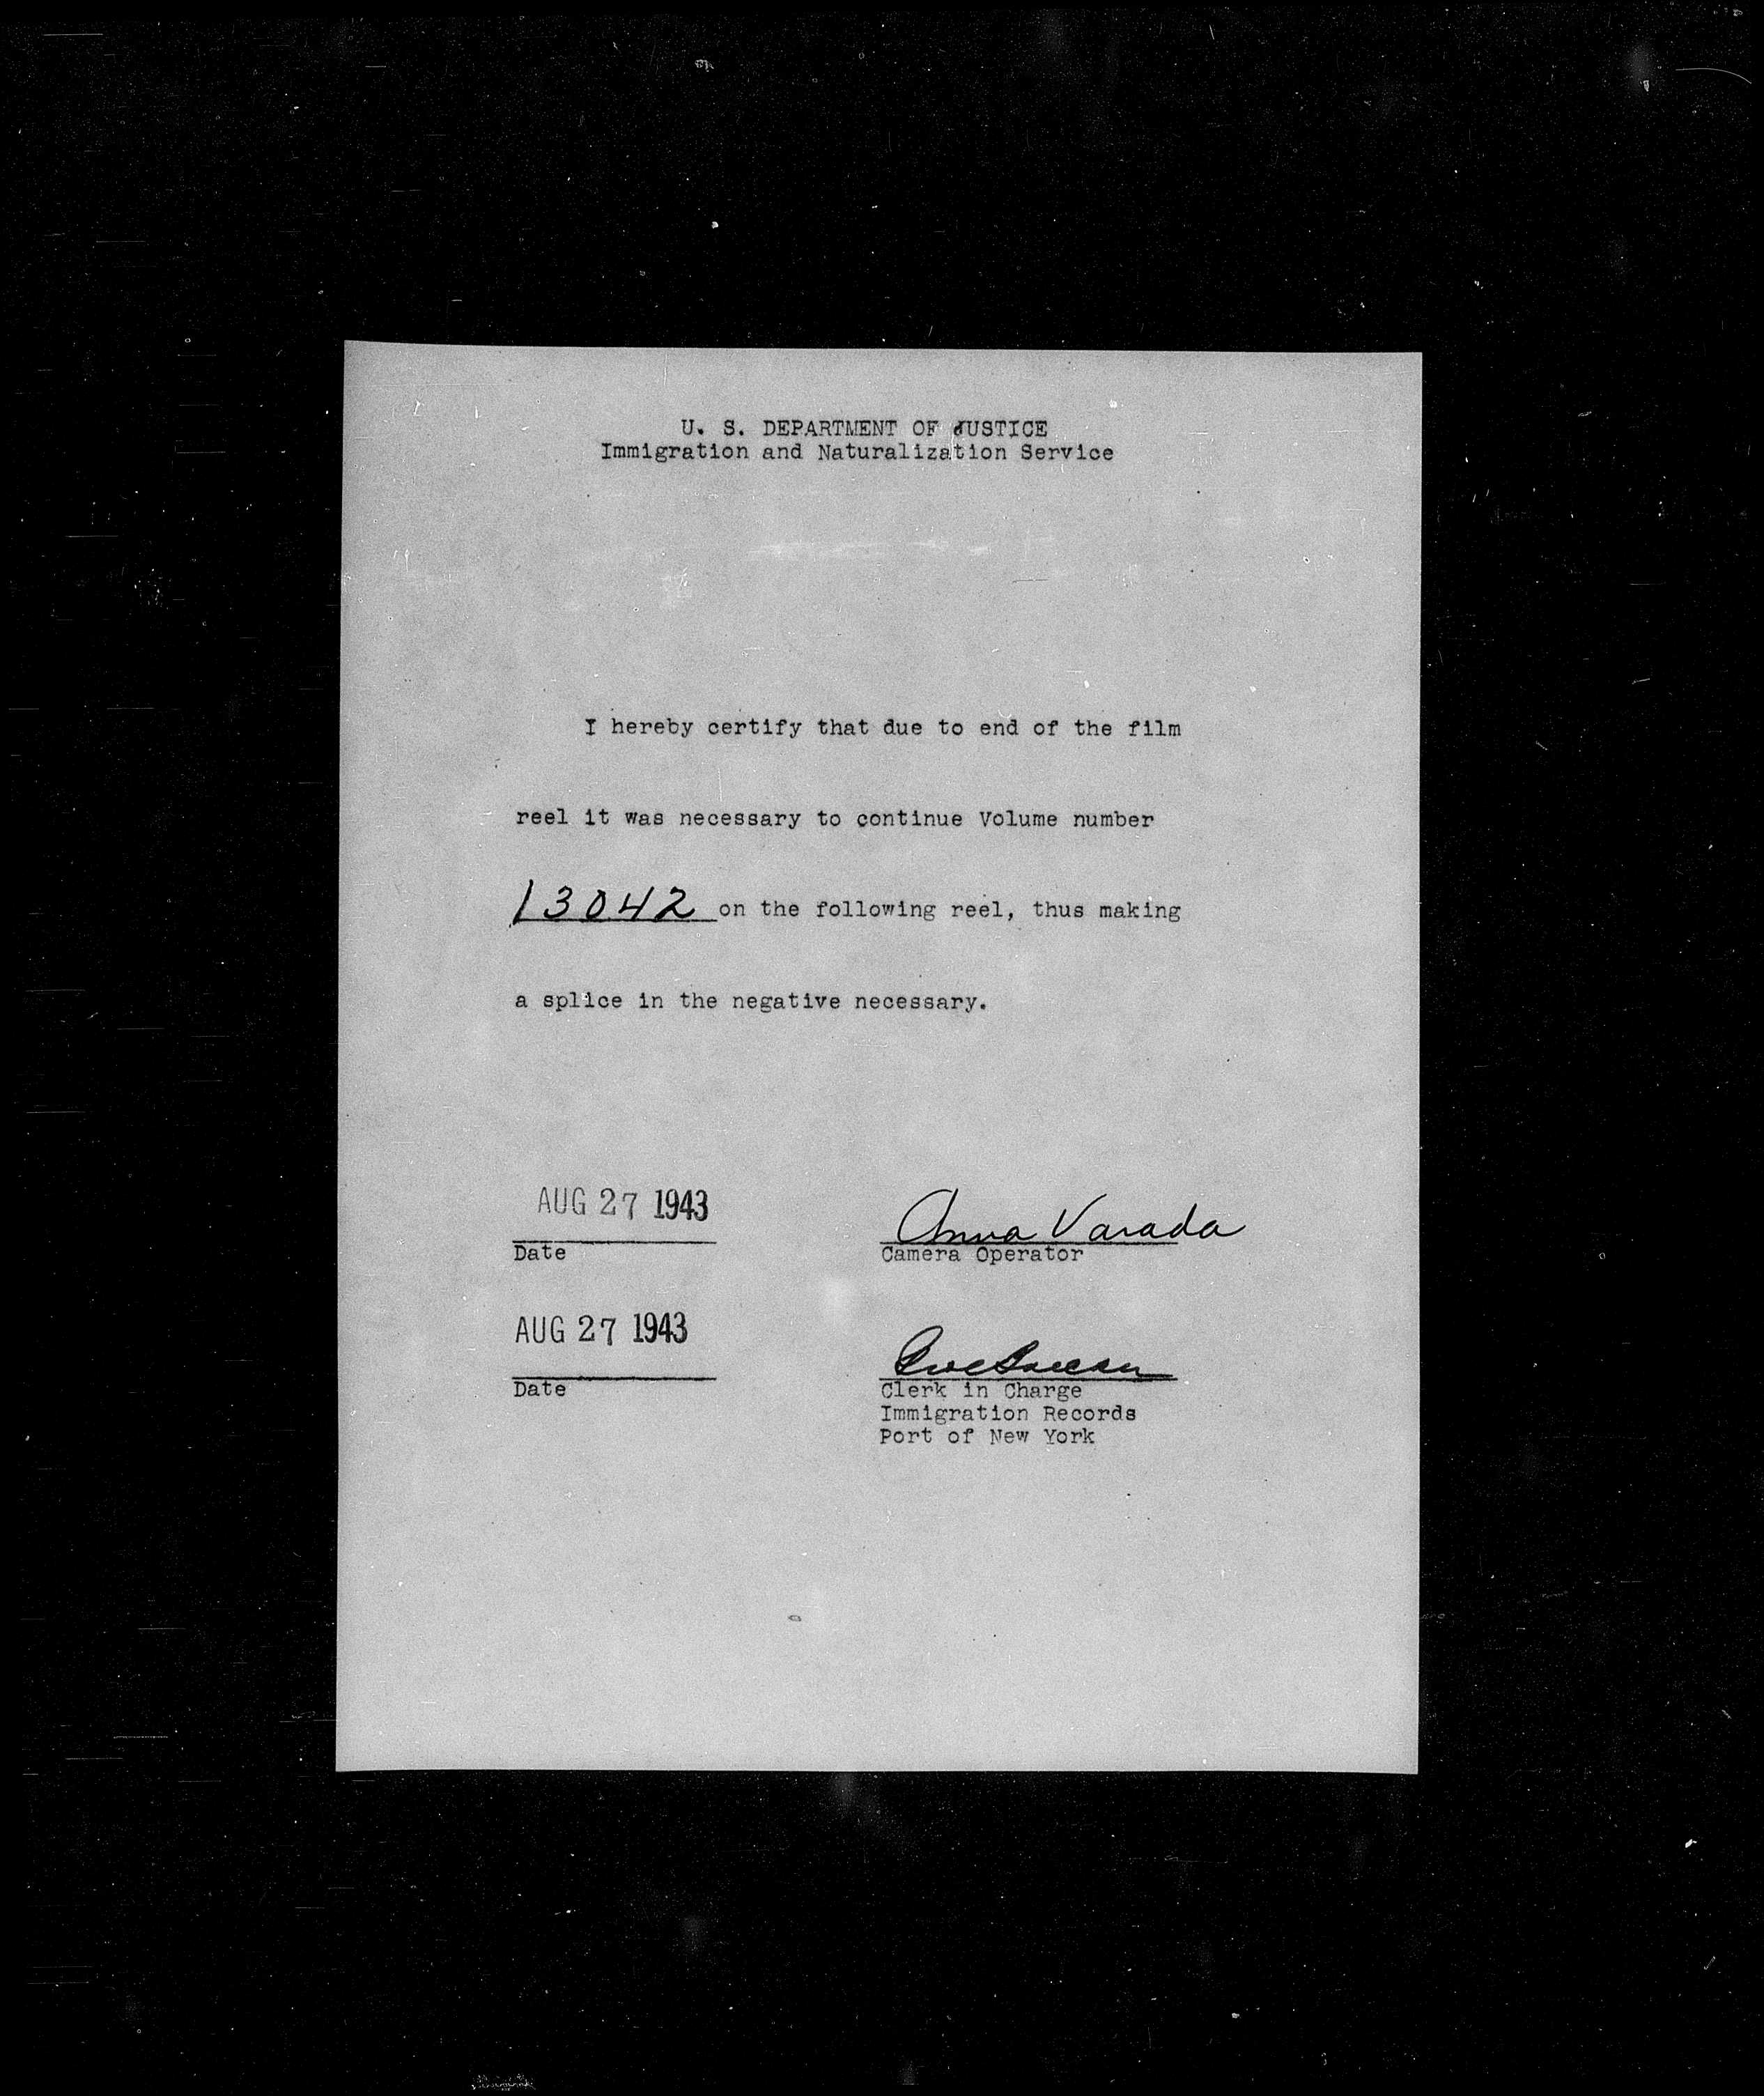 U. S. DEPARTMENT OF JUSTICE
Immigration and Naturalization Service
I hereby certify that due to end of the film
reel it was necessary to continue Volume number
13042 on the following reel, thus making
a splice in the negative necessary.
AUG 27 1943
Anna Varada
Date
Camera Operator
AUG 27 1943
Date
Clerk in Charge
Immigration Records
Port of New York